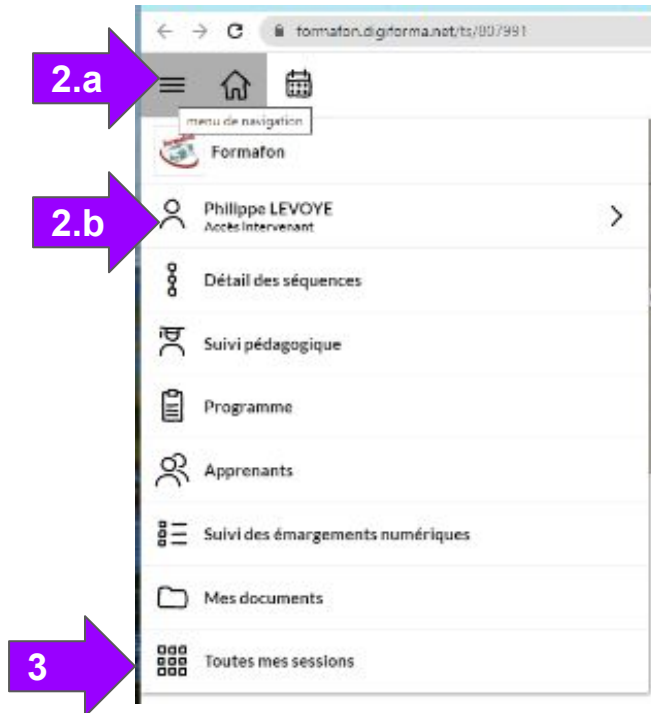 formafon.digiforma.net/ts/807991
2.a
menu de navigation
Formafon
2.b
Philippe LEVOYE
Accès Intervenant
Détail des séquences
Suivi pédagogique
Programme
Apprenants
Suivi des émargements numériques
Mes documents
3
Toutes mes sessions